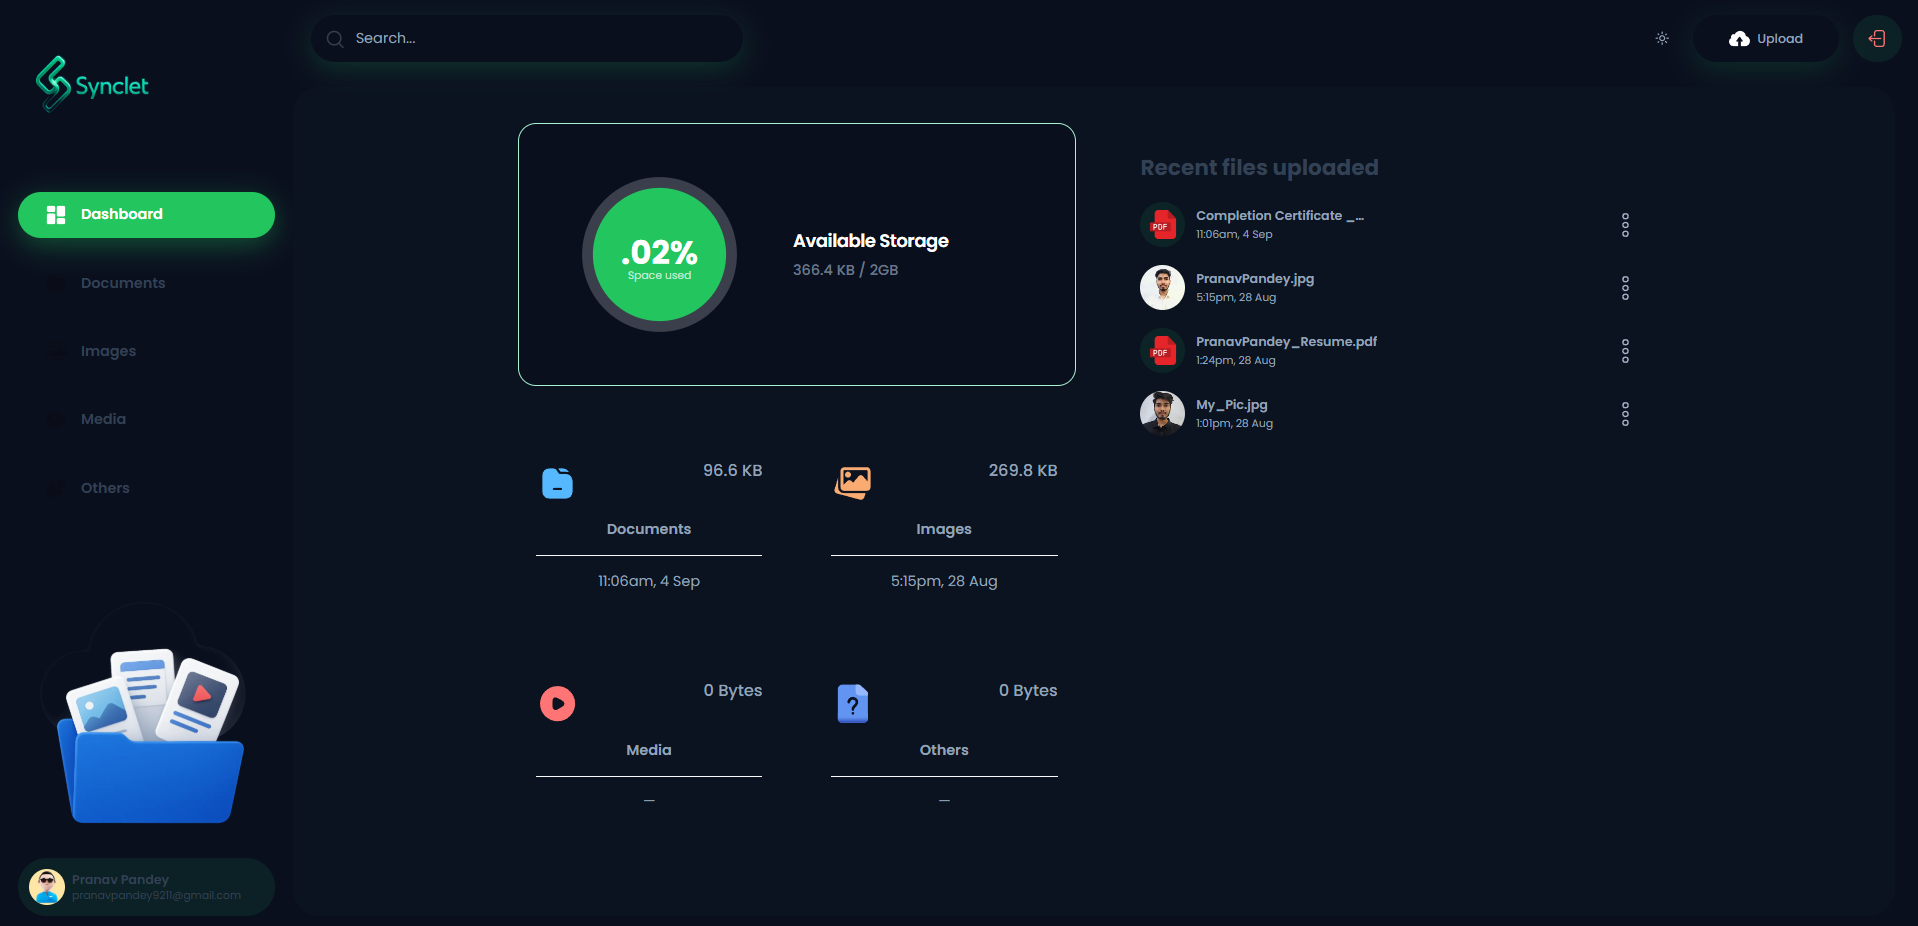 Synclet
Search...
Upload
Dashboard
Documents
Images
Media
Others
.02%
Space used
Available Storage
366.4 KB / 2GB
96.6 KB
Documents
11:06am, 4 Sep
269.8 KB
Images
5:15pm, 28 Aug
0 Bytes
Media
—
0 Bytes
?
Others
—
Recent files uploaded
PDF
Completion Certificate _...
11:06am, 4 Sep
PranavPandey.jpg
5:15pm, 28 Aug
PDF
PranavPandey_Resume.pdf
1:24pm, 28 Aug
My_Pic.jpg
1:01pm, 28 Aug
Pranav Pandey
pranavpandey9211@gmail.com